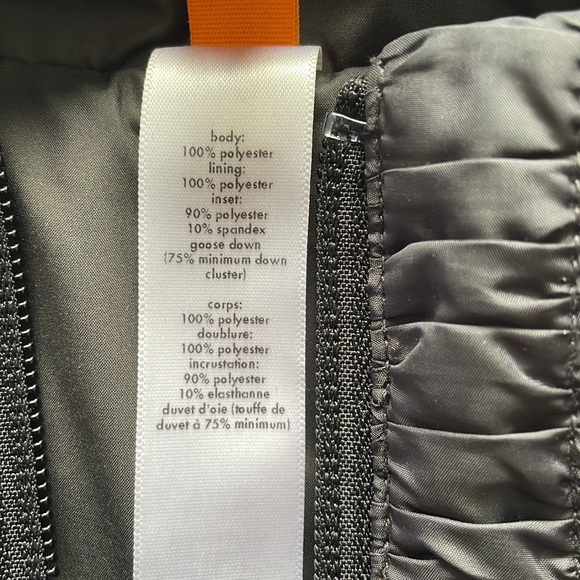 body:
100% polyester
lining:
100% polyester
inset:
90% polyester
10% spandex
goose down
(75% minimum down
cluster)
corps:
100% polyester
doublure:
100% polyester
incrustation:
90% polyester
10% elasthanne
duvet d'oie (touffe de
duvet à 75% minimum)